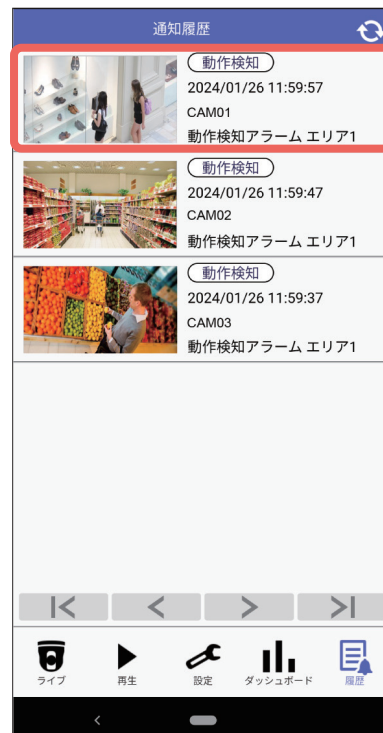 通知履歴
動作検知
2024/01/26 11:59:57
CAM01
動作検知アラーム エリア1
動作検知
2024/01/26 11:59:47
CAM02
動作検知アラーム エリア1
動作検知
2024/01/26 11:59:37
CAM03
動作検知アラーム エリア1
ライブ
再生
設定
ダッシュボード
履歴